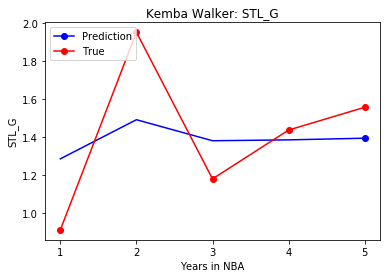 Kemba Walker: STL_G
Prediction
True
STL_G
2.0
1.8
1.6
1.4
1.2
1.0
1 2 3 4 5
Years in NBA